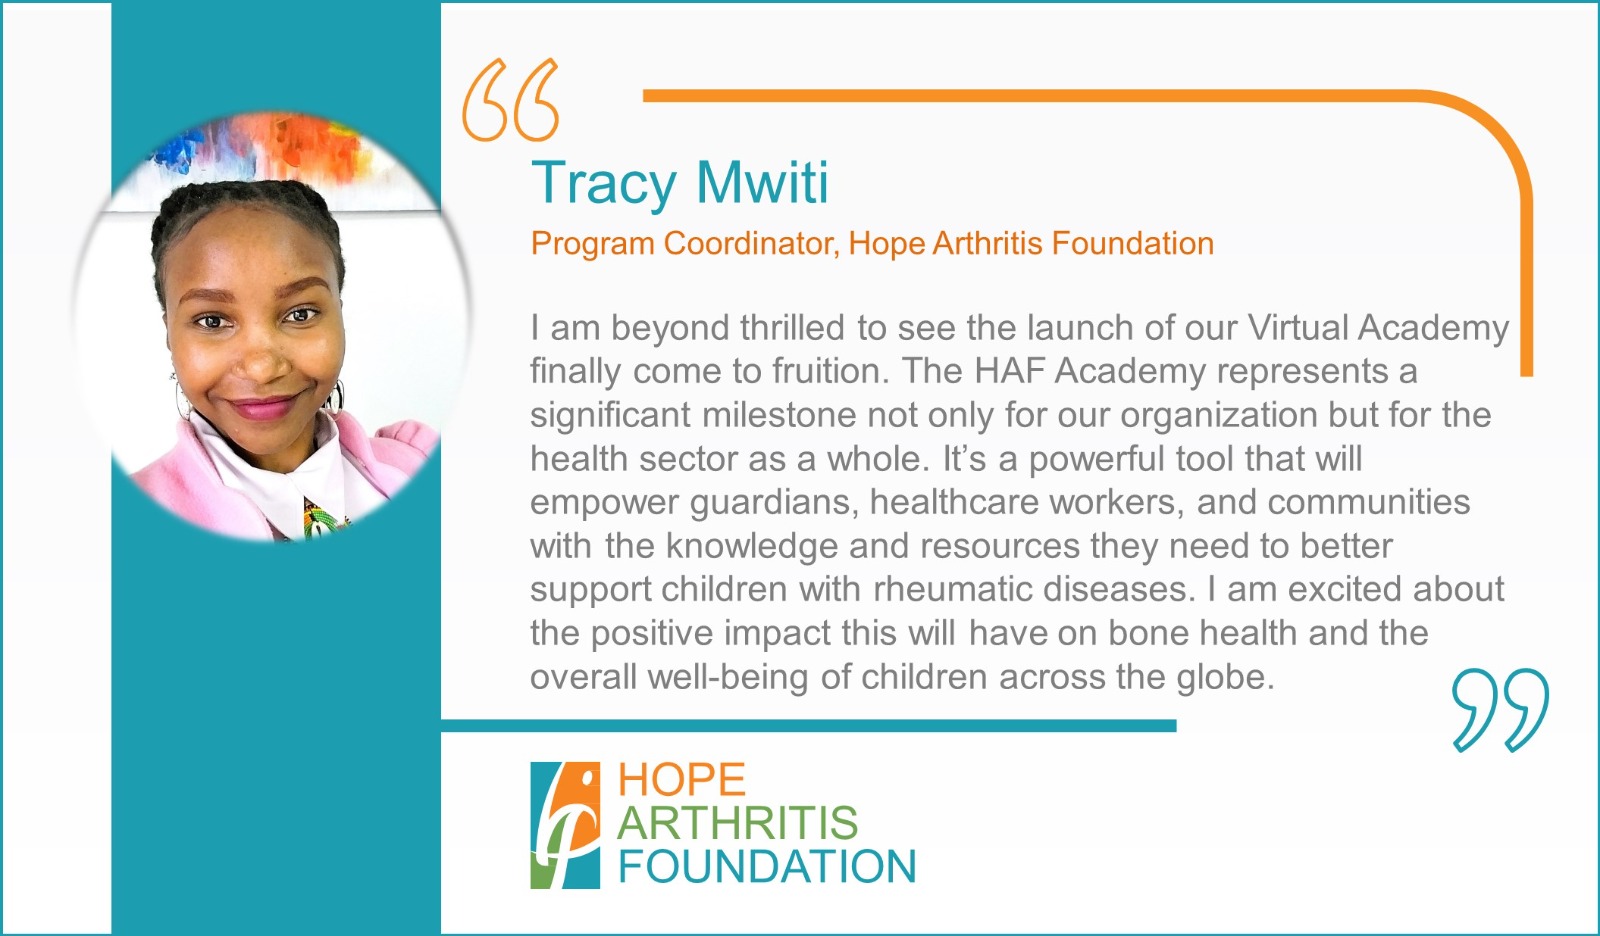 Tracy Mwiti
Program Coordinator, Hope Arthritis Foundation
I am beyond thrilled to see the launch of our Virtual Academy
finally come to fruition. The HAF Academy represents a
significant milestone not only for our organization but for the
health sector as a whole. It’s a powerful tool that will
empower guardians, healthcare workers, and communities
with the knowledge and resources they need to better
support children with rheumatic diseases. I am excited about
the positive impact this will have on bone health and the
overall well-being of children across the globe.
HOPE
ARTHRITIS
FOUNDATION